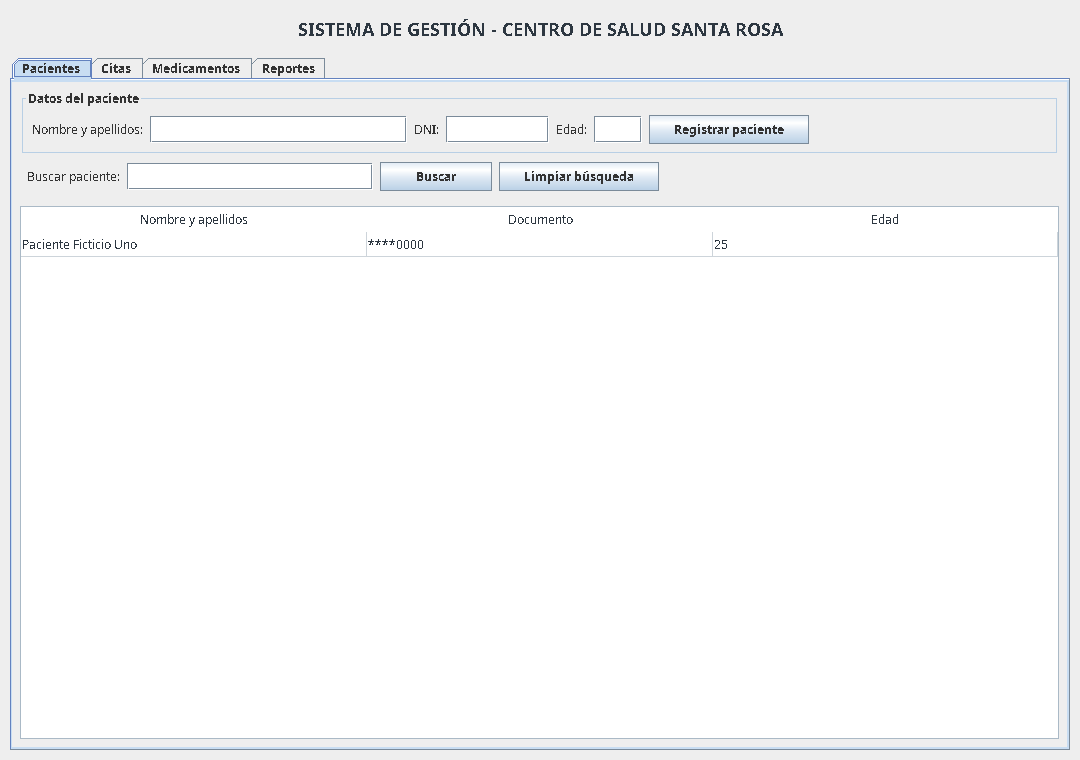 SISTEMA DE GESTIÓN - CENTRO DE SALUD SANTA ROSA
Pacientes Citas Medicamentos Reportes
Datos del paciente
Nombre y apellidos: DNI: Edad: Registrar paciente
Buscar paciente: Buscar Limpiar búsqueda
Nombre y apellidos Documento Edad
Paciente Ficticio Uno ****0000 25